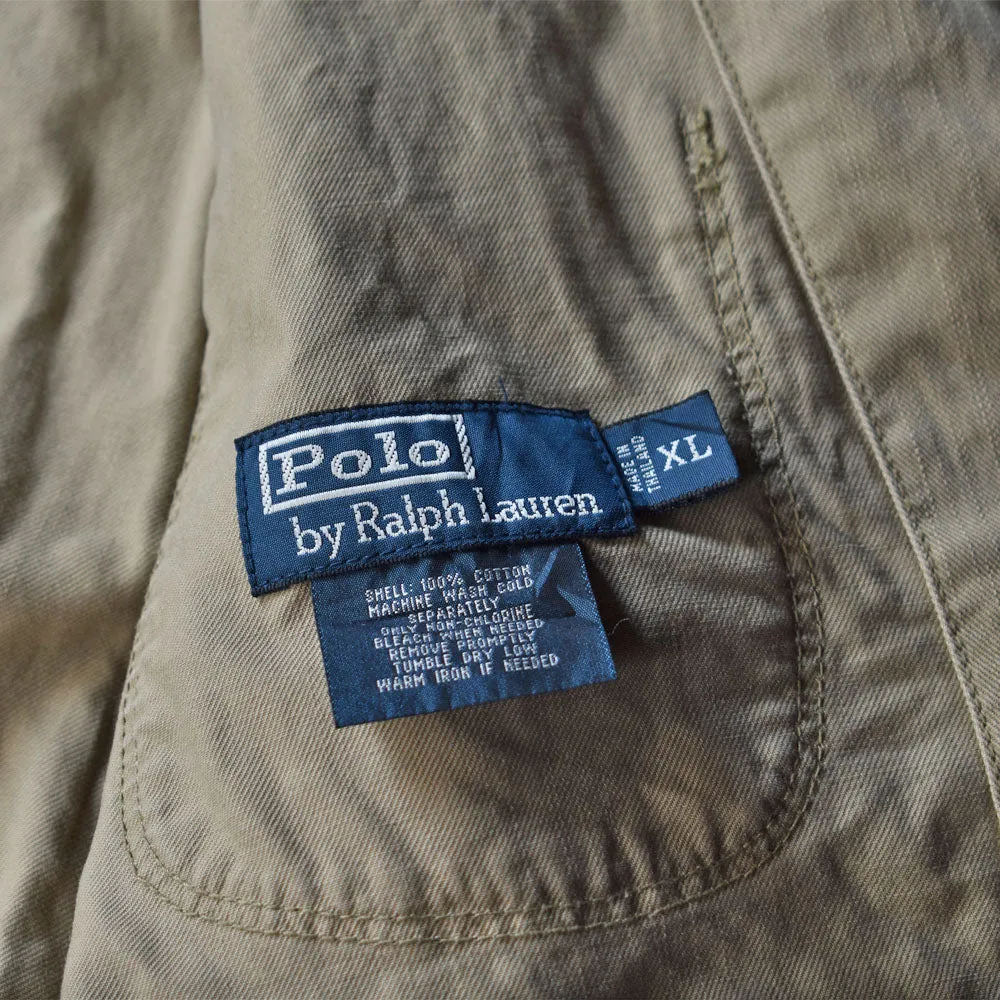 Polo
by Ralph Lauren
MADE IN
THAILAND
XL
SHELL: 100% COTTON
MACHINE WASH COLD
SEPARATELY
ONLY NON-CHLORINE
BLEACH WHEN NEEDED
REMOVE PROMPTLY
TUMBLE DRY LOW
WARM IRON IF NEEDED